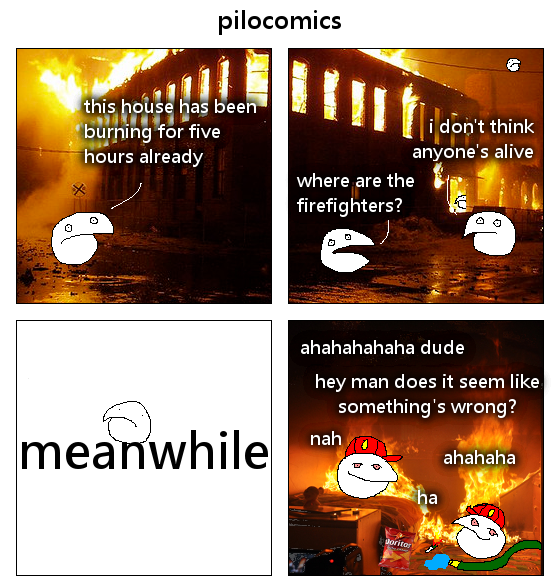 pilocomics
this house has been
burning for five
hours already
i don't think
anyone's alive
where are the
firefighters?
meanwhile
ahahahahaha dude
hey man does it seem like
something's wrong?
nah
ahahaha
ha
Doritos